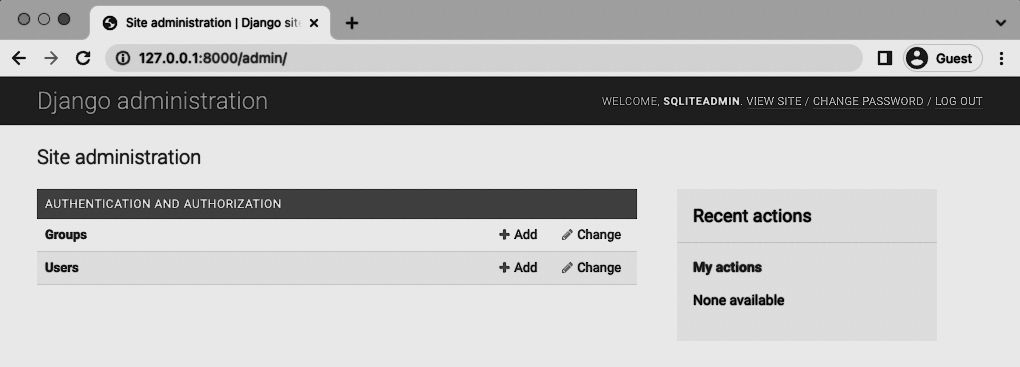 Site administration | Django sit
127.0.0.1:8000/admin/
Guest
Django administration
WELCOME, SQLITEADMIN. VIEW SITE / CHANGE PASSWORD / LOG OUT
Site administration
AUTHENTICATION AND AUTHORIZATION
Groups Add Change
Users Add Change
Recent actions
My actions
None available